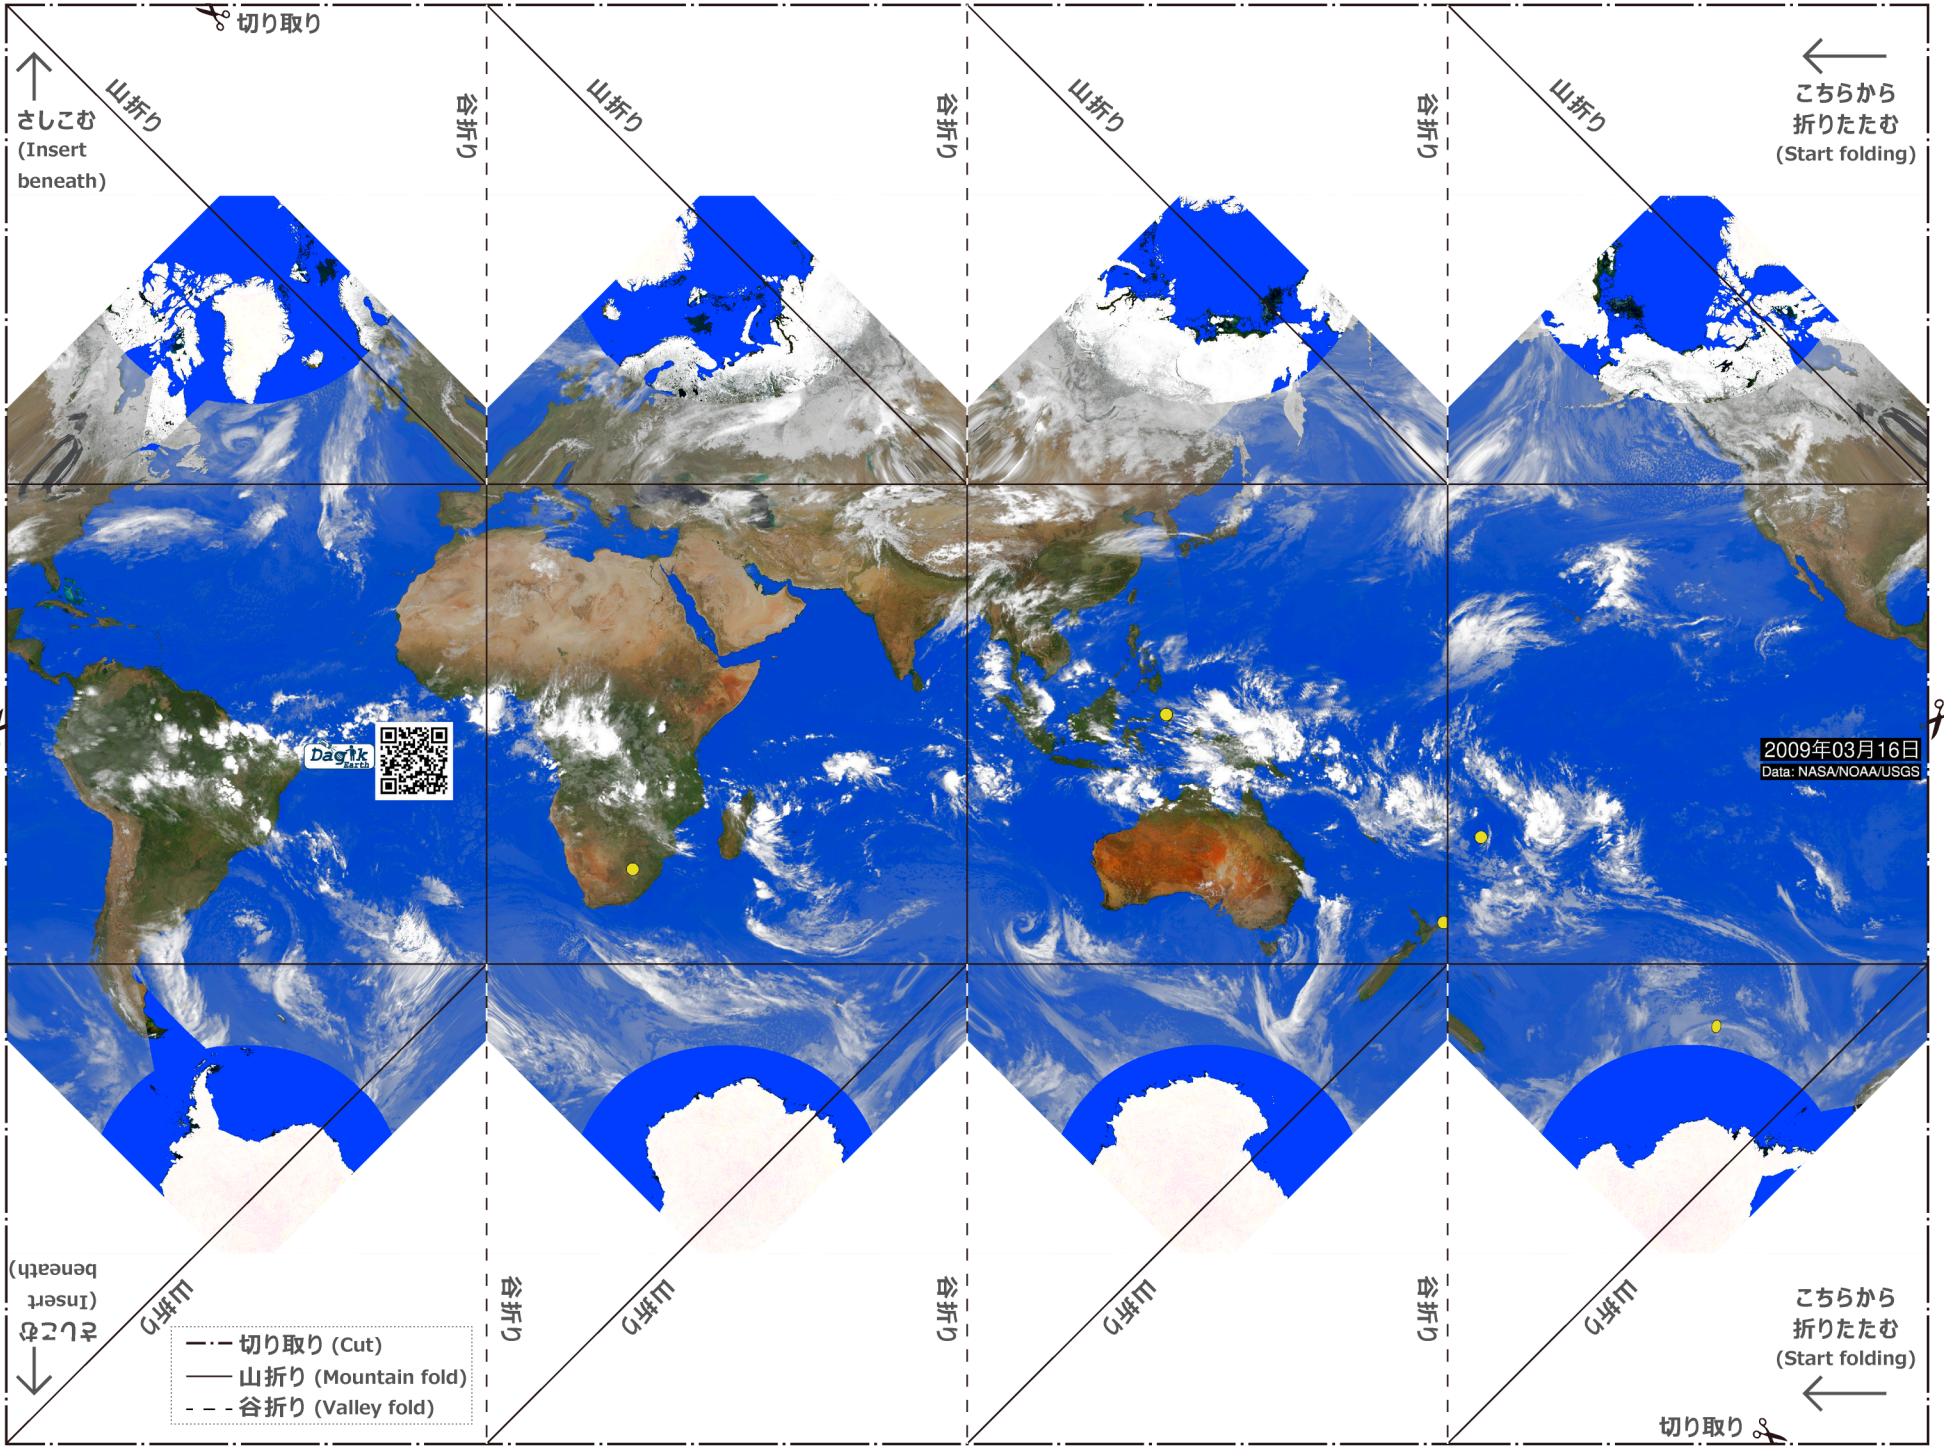 切り取り
山折り
谷折り
山折り
谷折り
山折り
谷折り
山折り
さしこむ
(Insert
beneath)
こちらから
折りたたむ
(Start folding)
Dagik
Earth
2009年03月16日
Data: NASA/NOAA/USGS
さしこむ
(Insert
beneath)
山折り
谷折り
山折り
谷折り
山折り
谷折り
山折り
切り取り (Cut)
山折り (Mountain fold)
谷折り (Valley fold)
こちらから
折りたたむ
(Start folding)
切り取り